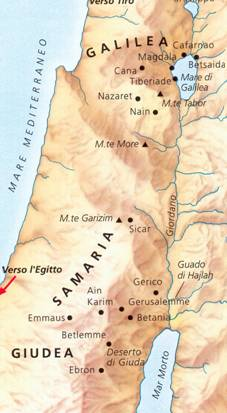 Verso Tiro
GALILEA
Cafarnao
Magdala
Betsaida
Cana
Tiberiade
Mare di
Galilea
Nazaret
M.te Tabor
Nain
MARE MEDITERRANEO
M.te More
Giordano
M.te Garizim
Sicar
SAMARIA
Verso l'Egitto
Guado
di Hajlah
Gerico
Ain
Karim
Gerusalemme
Emmaus
Betania
Betlemme
GIUDEA
Deserto
di Giuda
Ebron
Mar Morto